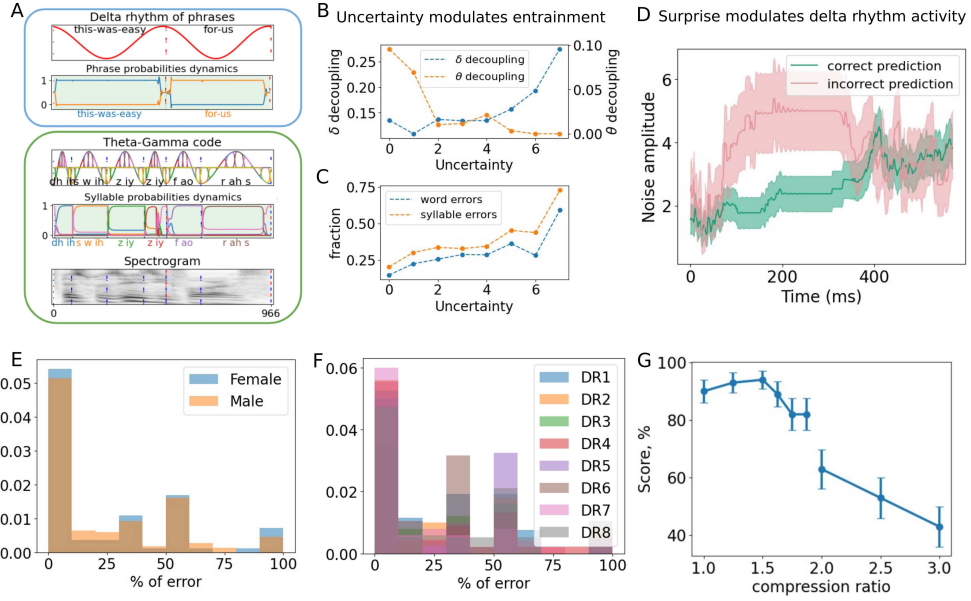 A
Delta rhythm of phrases
this-was-easy for-us
Phrase probabilities dynamics
1
0
this-was-easy for-us
Theta-Gamma code
dh ih s w ih z iy z iy f ao r ah s
Syllable probabilities dynamics
1
0
dh ih s w ih z iy z iy f ao r ah s
Spectrogram
0 966
B Uncertainty modulates entrainment
δ decoupling
0.25
0.20
0.15
δ decoupling
θ decoupling
0.10
0.05
0.00
θ decoupling
0 2 4 6
Uncertainty
C
fraction
0.75
0.50
0.25
word errors
syllable errors
0 2 4 6
Uncertainty
D Surprise modulates delta rhythm activity
Noise amplitude
6
4
2
correct prediction
incorrect prediction
0 200 400
Time (ms)
E
0.05
0.04
0.03
0.02
0.01
0.00
Female
Male
0 25 50 75 100
% of error
F
0.06
0.04
0.02
0.00
DR1
DR2
DR3
DR4
DR5
DR6
DR7
DR8
0 25 50 75 100
% of error
G
Score, %
100
80
60
40
1.0 1.5 2.0 2.5 3.0
compression ratio